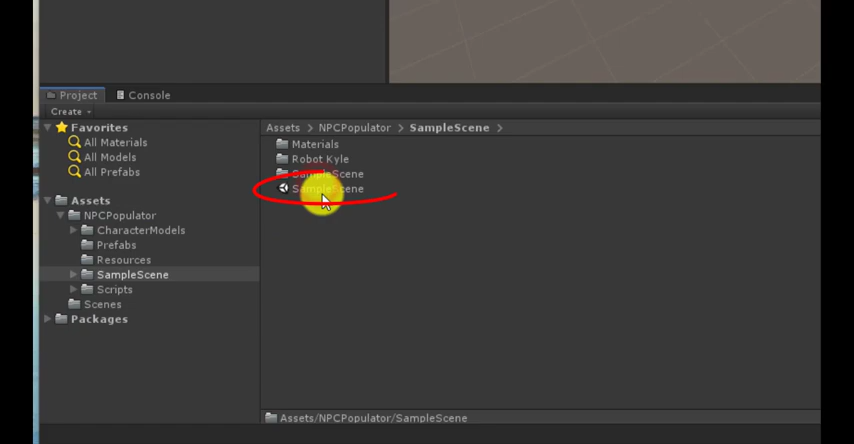 Project Console
Create
Favorites
All Materials
All Models
All Prefabs
Assets
NPCPopulator
CharacterModels
Prefabs
Resources
SampleScene
Scripts
Scenes
Packages
Assets > NPCPopulator > SampleScene >
Materials
Robot Kyle
SampleScene
SampleScene
Assets/NPCPopulator/SampleScene